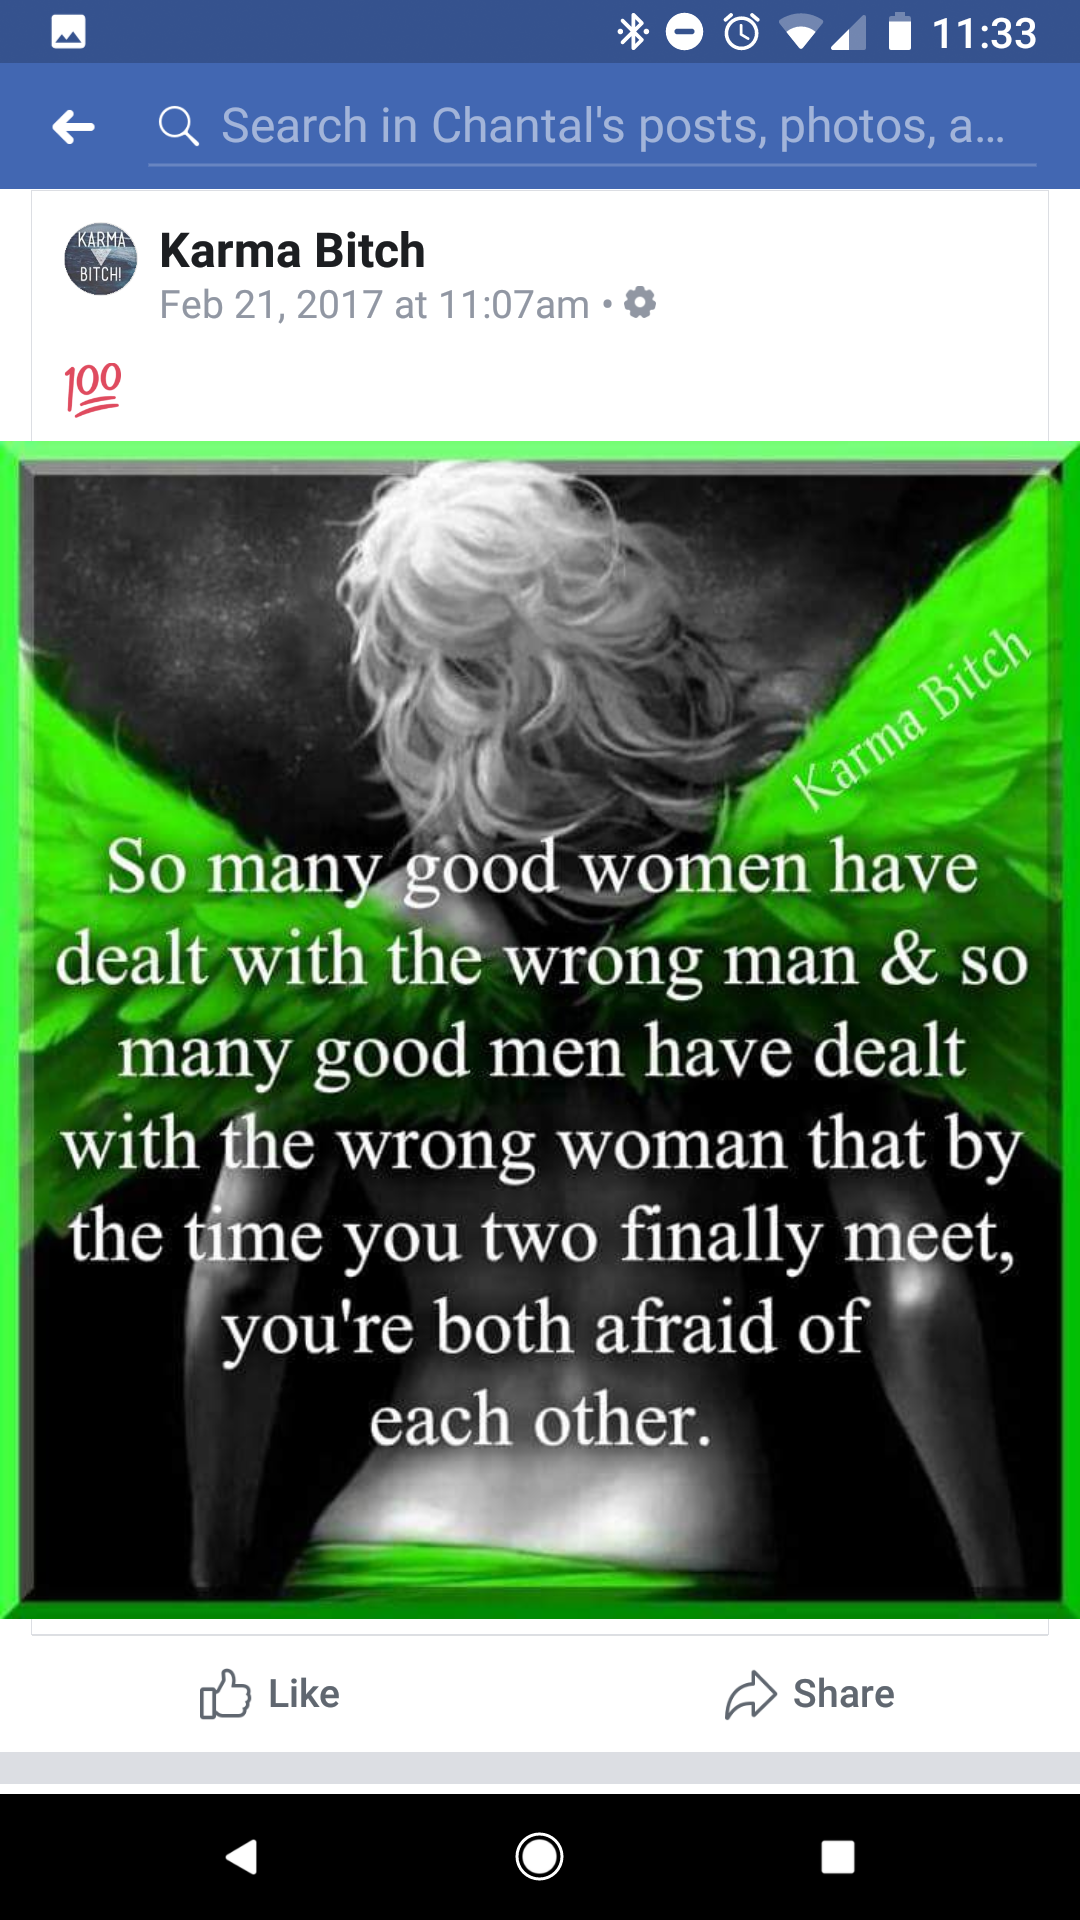 11:33
Search in Chantal's posts, photos, a...
KARMA
BITCH!
Karma Bitch
Feb 21, 2017 at 11:07am •
💯
Karma Bitch
So many good women have
dealt with the wrong man & so
many good men have dealt
with the wrong woman that by
the time you two finally meet,
you're both afraid of
each other.
Like
Share